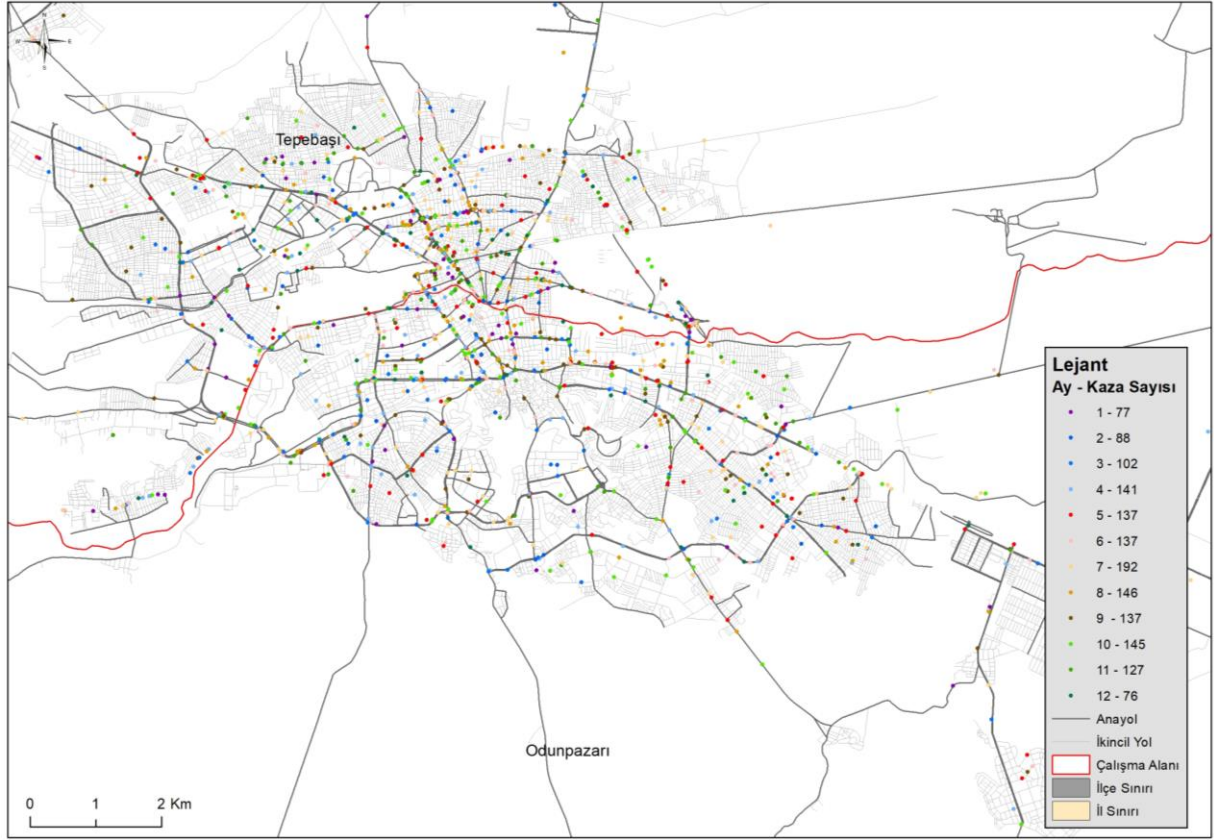 N
W
E
S
Tepebaşı
Odunpazarı
Lejant
Ay - Kaza Sayısı
1 - 77
2 - 88
3 - 102
4 - 141
5 - 137
6 - 137
7 - 192
8 - 146
9 - 137
10 - 145
11 - 127
12 - 76
Anayol
İkincil Yol
Çalışma Alanı
İlçe Sınırı
İl Sınırı
0 1 2 Km